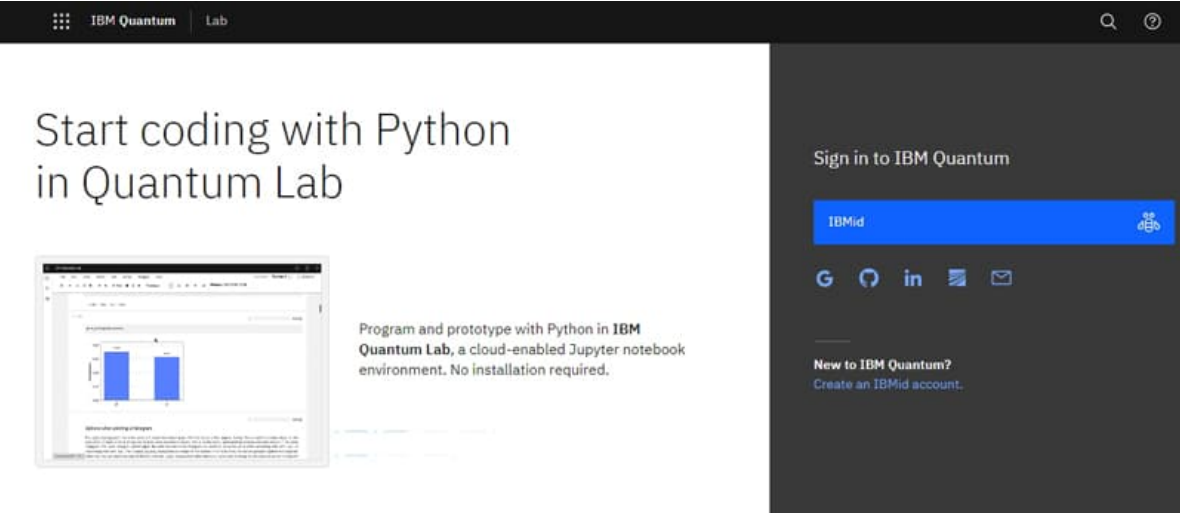 IBM Quantum Lab
Start coding with Python
in Quantum Lab
Program and prototype with Python in IBM
Quantum Lab, a cloud-enabled Jupyter notebook
environment. No installation required.
Sign in to IBM Quantum
IBMid
New to IBM Quantum?
Create an IBMid account.